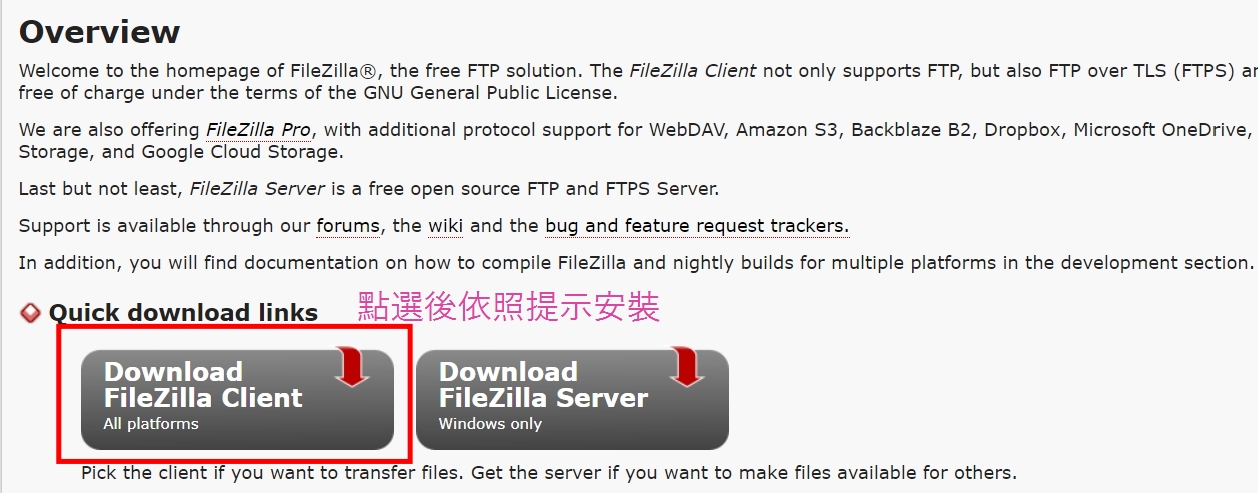 Overview
Welcome to the homepage of FileZilla®, the free FTP solution. The FileZilla Client not only supports FTP, but also FTP over TLS (FTPS)
free of charge under the terms of the GNU General Public License.
We are also offering FileZilla Pro, with additional protocol support for WebDAV, Amazon S3, Backblaze B2, Dropbox, Microsoft OneDrive,
Storage, and Google Cloud Storage.
Last but not least, FileZilla Server is a free open source FTP and FTPS Server.
Support is available through our forums, the wiki and the bug and feature request trackers.
In addition, you will find documentation on how to compile FileZilla and nightly builds for multiple platforms in the development section.
Quick download links 點選後依照提示安裝
Download
FileZilla Client
All platforms
Download
FileZilla Server
Windows only
Pick the client if you want to transfer files. Get the server if you want to make files available for others.